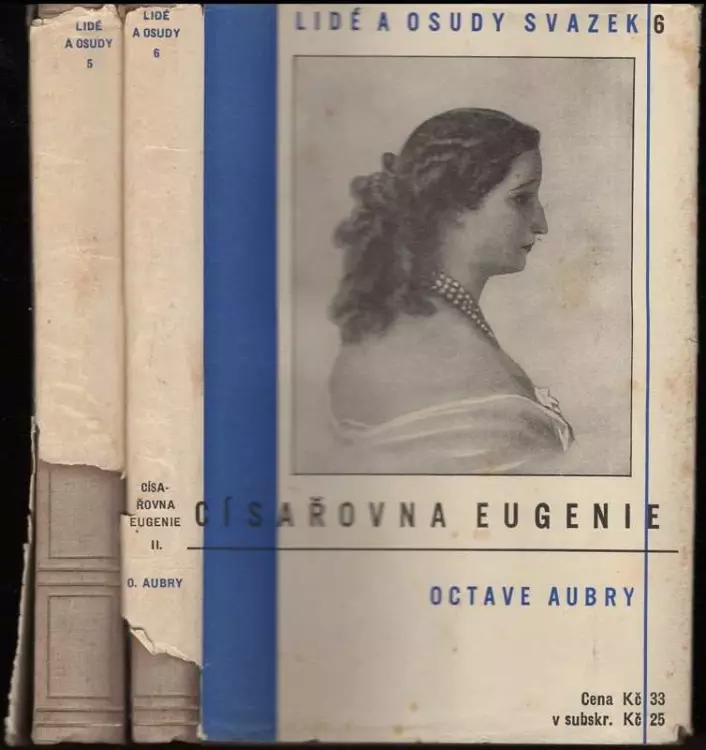 LIDÉ
A OSUDY
5
LIDÉ
A OSUDY
6
CÍSA-
ŘOVNA
EUGENIE
II.
O. AUBRY
LIDÉ A OSUDY SVAZEK 6
CÍSAŘOVNA EUGENIE
OCTAVE AUBRY
Cena Kč 33
v subskr. Kč 25